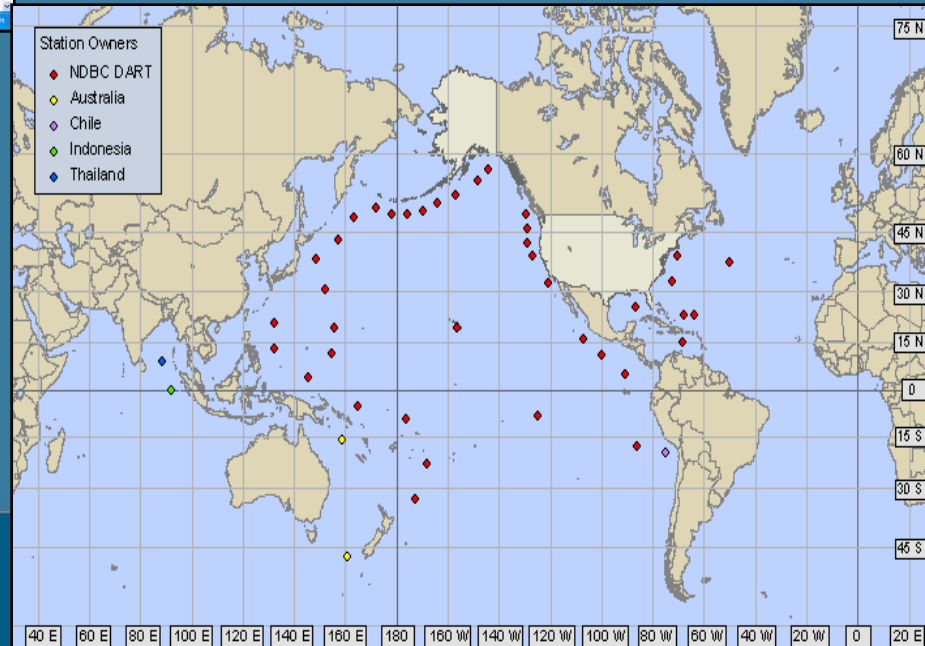 Station Owners
NDBC DART
Australia
Chile
Indonesia
Thailand
75 N
60 N
45 N
30 N
15 N
0
15 S
30 S
45 S
40 E 60 E 80 E 100 E 120 E 140 E 160 E 180 160 W 140 W 120 W 100 W 80 W 60 W 40 W 20 W 0 20 E